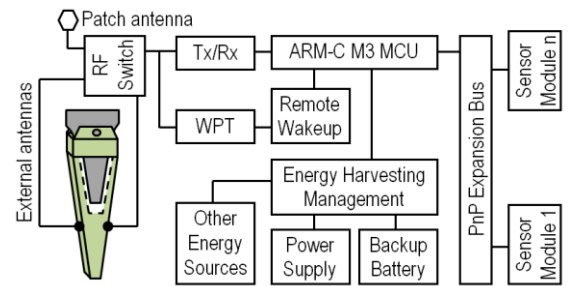 Patch antenna
RF
Switch
Tx/Rx
ARM-C M3 MCU
WPT
Remote
Wakeup
External antennas
Energy Harvesting
Management
Other
Energy
Sources
Power
Supply
Backup
Battery
PnP Expansion Bus
Sensor
Module n
Sensor
Module 1